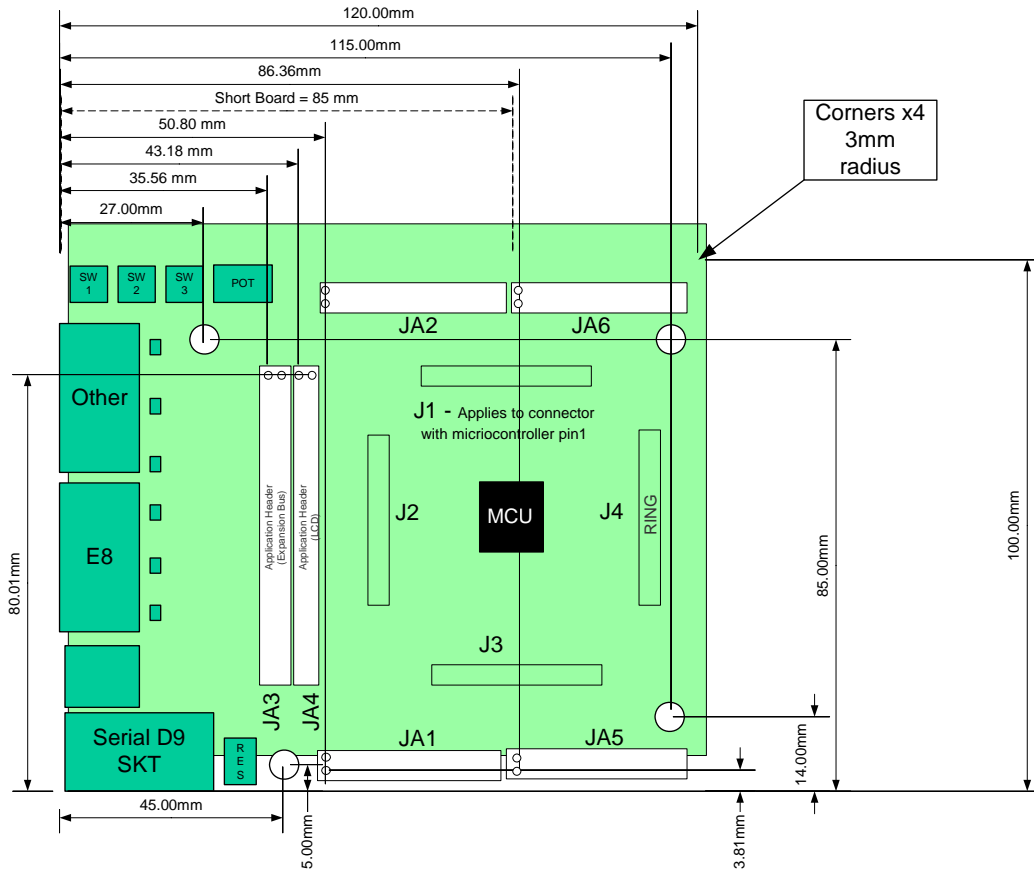 120.00mm
115.00mm
86.36mm
Short Board = 85 mm
50.80 mm
43.18 mm
35.56 mm
27.00mm
Corners x4
3mm
radius
SW
1
SW
2
SW
3
POT
JA2
JA6
Other
J1 - Applies to connector
with micriocontroller pin1
Application Header
(Expansion Bus)
Application Header
(LCD)
J2
MCU
J4
RING
E8
80.01mm
85.00mm
100.00mm
J3
JA3
JA4
Serial D9
SKT
R
E
S
JA1
JA5
14.00mm
45.00mm
5.00mm
3.81mm